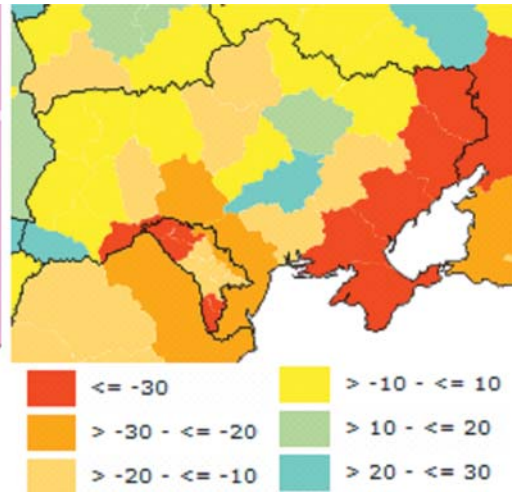 <= -30
> -30 - <= -20
> -20 - <= -10
> -10 - <= 10
> 10 - <= 20
> 20 - <= 30